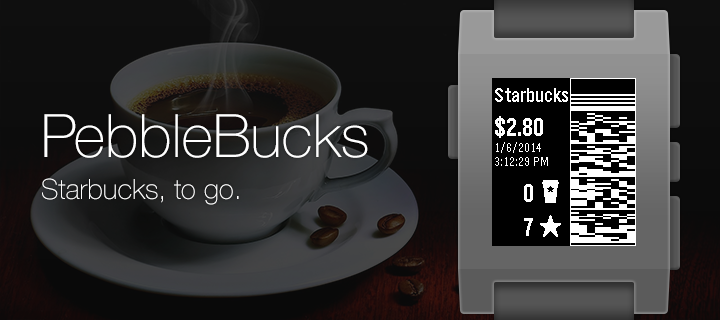 PebbleBucks
Starbucks, to go.
Starbucks
$2.80
1/6/2014
3:12:29 PM
0
7